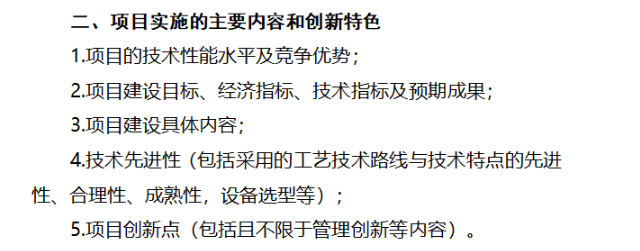 二、项目实施的主要内容和创新特色
1.项目的技术性能水平及竞争优势；
2.项目建设目标、经济指标、技术指标及预期成果；
3.项目建设具体内容；
4.技术先进性（包括采用的工艺技术路线与技术特点的先进
性、合理性、成熟性，设备选型等）；
5.项目创新点（包括且不限于管理创新等内容）。